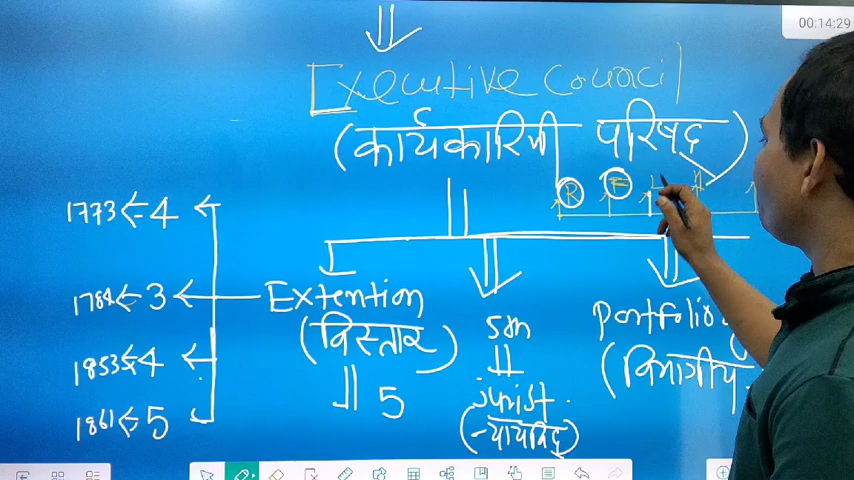 00:14:29
Executive Council
(कार्यकारिणी परिषद)
R F L A
1773 ← 4
1784 ← 3 ← Extention
(विस्तार)
5
1853 ← 4
1861 ← 5
5th
jurist
(न्यायविद्)
Portfolio
(विभागीय